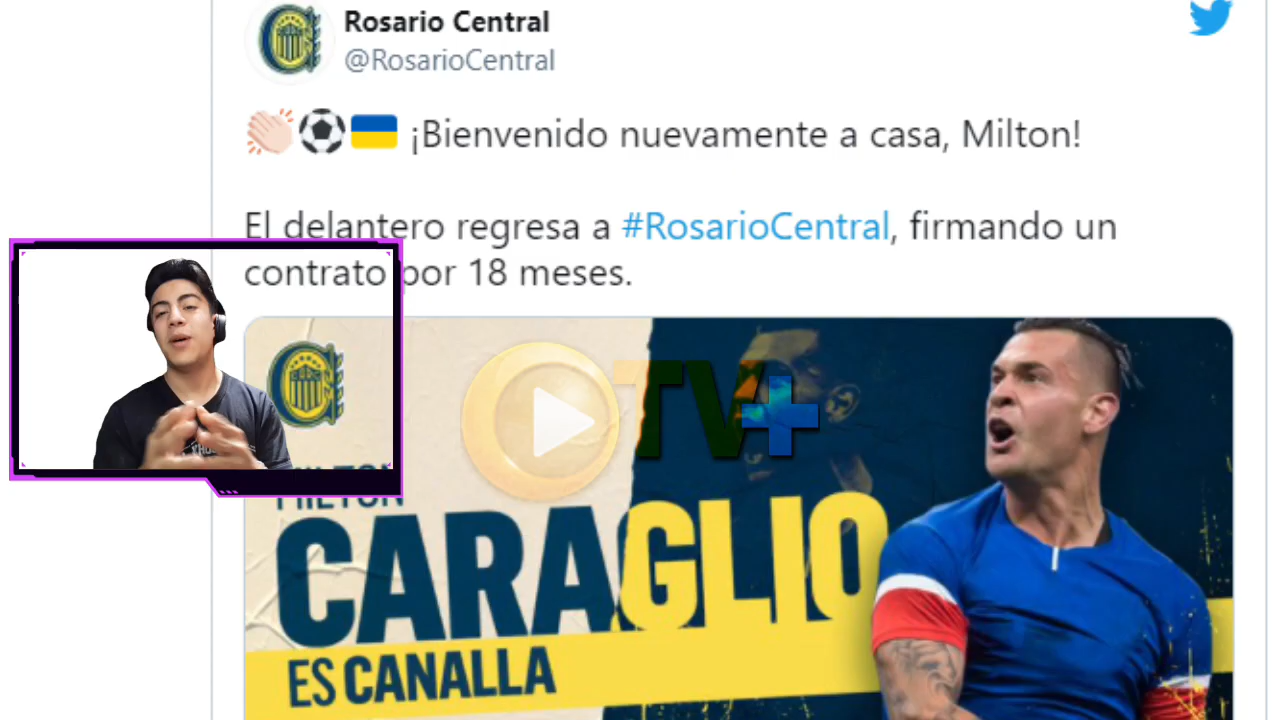 Rosario Central
@RosarioCentral
¡Bienvenido nuevamente a casa, Milton!
El delantero regresa a #RosarioCentral, firmando un
contrato por 18 meses.
TV+
MILTON
CARAGLIO
ES CANALLA